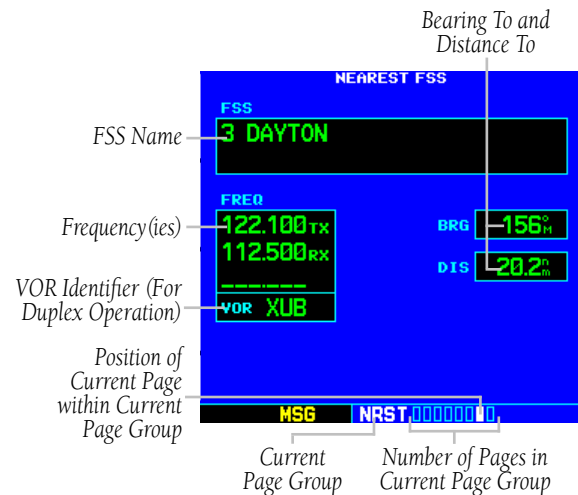 Bearing To and
Distance To
NEAREST FSS
FSS
FSS Name
3 DAYTON
FREQ
Frequency(ies)
122.100TX
BRG 156°M
112.500RX
DIS 20.2nm
___.___
VOR Identifier (For
Duplex Operation)
VOR XUB
Position of
Current Page
within Current
Page Group
MSG
NRST
Current
Page Group
Number of Pages in
Current Page Group